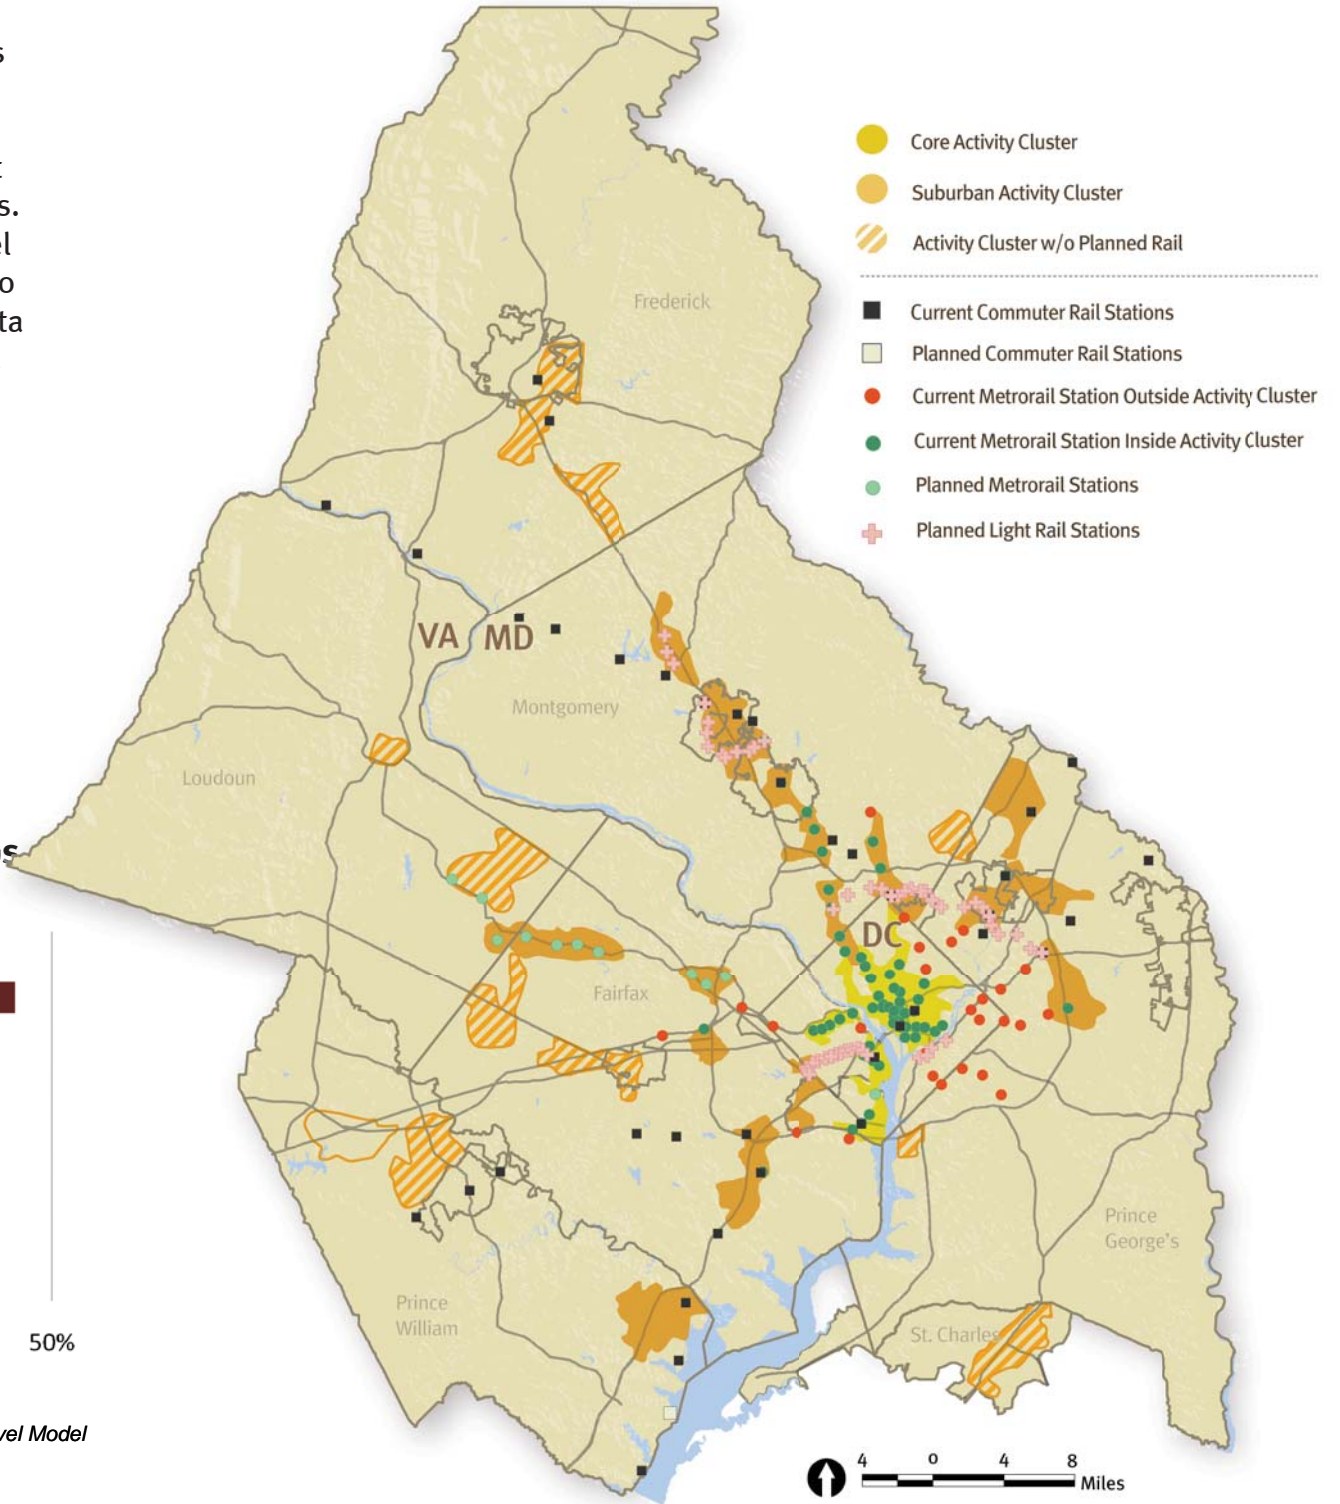 s
t
s.
el
o
ta
os
50%
vel Model
Core Activity Cluster
Suburban Activity Cluster
Activity Cluster w/o Planned Rail
Current Commuter Rail Stations
Planned Commuter Rail Stations
Current Metrorail Station Outside Activity Cluster
Current Metrorail Station Inside Activity Cluster
Planned Metrorail Stations
Planned Light Rail Stations
Frederick
VA MD
Montgomery
Loudoun
DC
Fairfax
Prince
George's
Prince
William
St. Charles
4 0 4 8
Miles